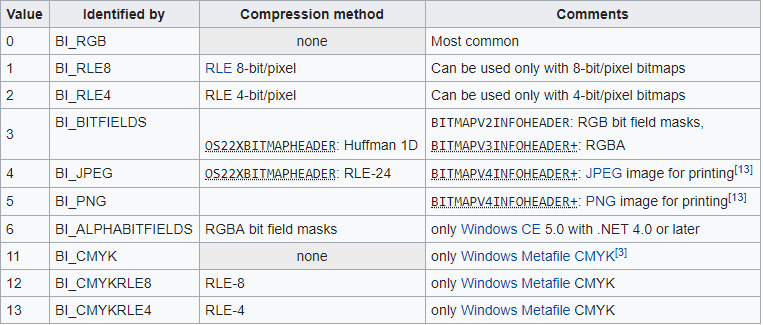 Value Identified by Compression method Comments
0 BI_RGB none Most common
1 BI_RLE8 RLE 8-bit/pixel Can be used only with 8-bit/pixel bitmaps
2 BI_RLE4 RLE 4-bit/pixel Can be used only with 4-bit/pixel bitmaps
3 BI_BITFIELDS OS22XBITMAPHEADER: Huffman 1D BITMAPV2INFOHEADER: RGB bit field masks,
BITMAPV3INFOHEADER+: RGBA
4 BI_JPEG OS22XBITMAPHEADER: RLE-24 BITMAPV4INFOHEADER+: JPEG image for printing[13]
5 BI_PNG BITMAPV4INFOHEADER+: PNG image for printing[13]
6 BI_ALPHABITFIELDS RGBA bit field masks only Windows CE 5.0 with .NET 4.0 or later
11 BI_CMYK none only Windows Metafile CMYK[3]
12 BI_CMYKRLE8 RLE-8 only Windows Metafile CMYK
13 BI_CMYKRLE4 RLE-4 only Windows Metafile CMYK